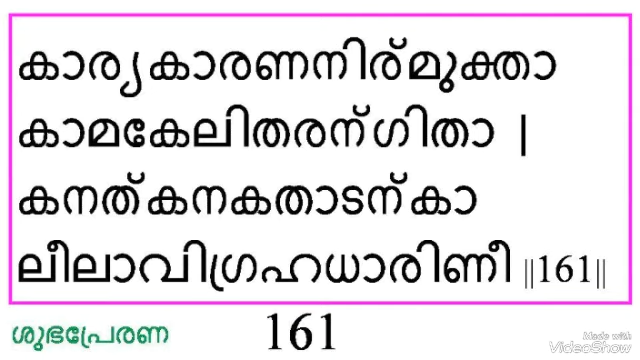 കാര്യകാരണനിര്‌മുക്താ
കാമകേലിതരന്‌ഗിതാ |
കനത്‌കനകതാടന്‌കാ
ലീലാവിഗ്രഹധാരിണീ ||161||
ശുഭപ്രേരണ 161
Made with
VideoShow